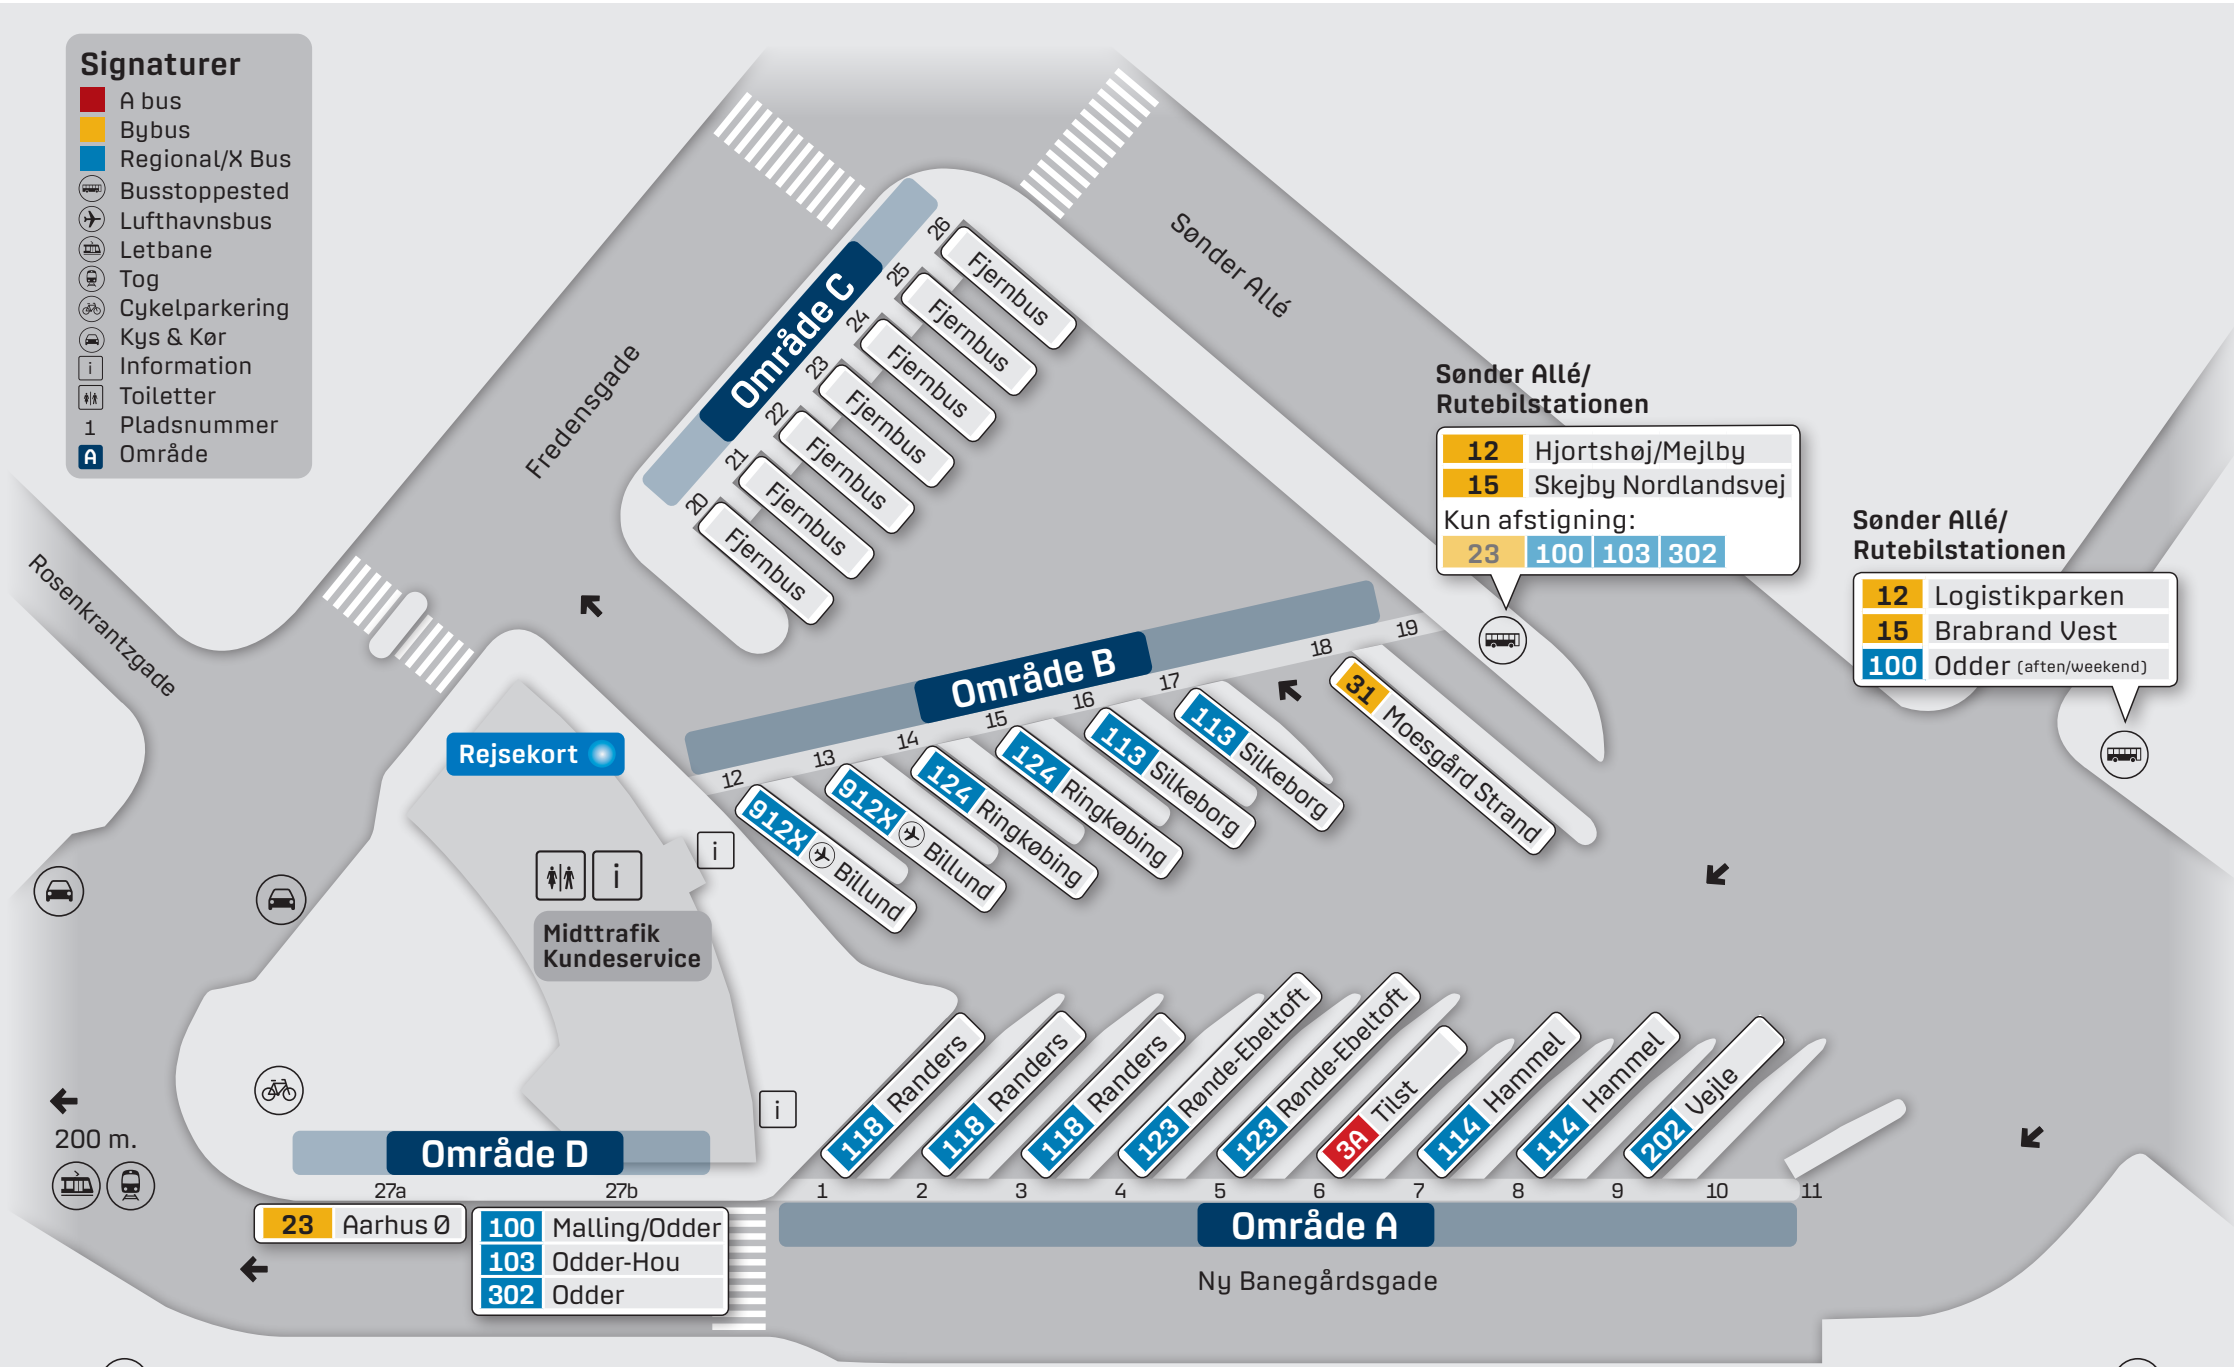 Signaturer
A bus
Bybus
Regional/X Bus
Busstoppested
Lufthavnsbus
Letbane
Tog
Cykelparkering
Kys & Kør
i Information
Toiletter
1 Pladsnummer
A Område
Sønder Allé
Fredensgade
Rosenkrantzgade
Område C
26 Fjernbus
25 Fjernbus
24 Fjernbus
23 Fjernbus
22 Fjernbus
21 Fjernbus
20 Fjernbus
Sønder Allé/
Rutebilstationen
12 Hjortshøj/Mejlby
15 Skejby Nordlandsvej
Kun afstigning:
23 100 103 302
Sønder Allé/
Rutebilstationen
12 Logistikparken
15 Brabrand Vest
100 Odder (aften/weekend)
Område B
12
13
14
15
16
17
18
19
912X Billund
912X Billund
124 Ringkøbing
124 Ringkøbing
113 Silkeborg
113 Silkeborg
31 Moesgård Strand
Rejsekort
i
i
Midttrafik
Kundeservice
i
200 m.
Område D
27a
27b
23 Aarhus Ø
100 Malling/Odder
103 Odder-Hou
302 Odder
118 Randers
118 Randers
118 Randers
123 Rønde-Ebeltoft
123 Rønde-Ebeltoft
3A Tilst
114 Hammel
114 Hammel
202 Vejle
1 2 3 4 5 6 7 8 9 10 11
Område A
Ny Banegårdsgade